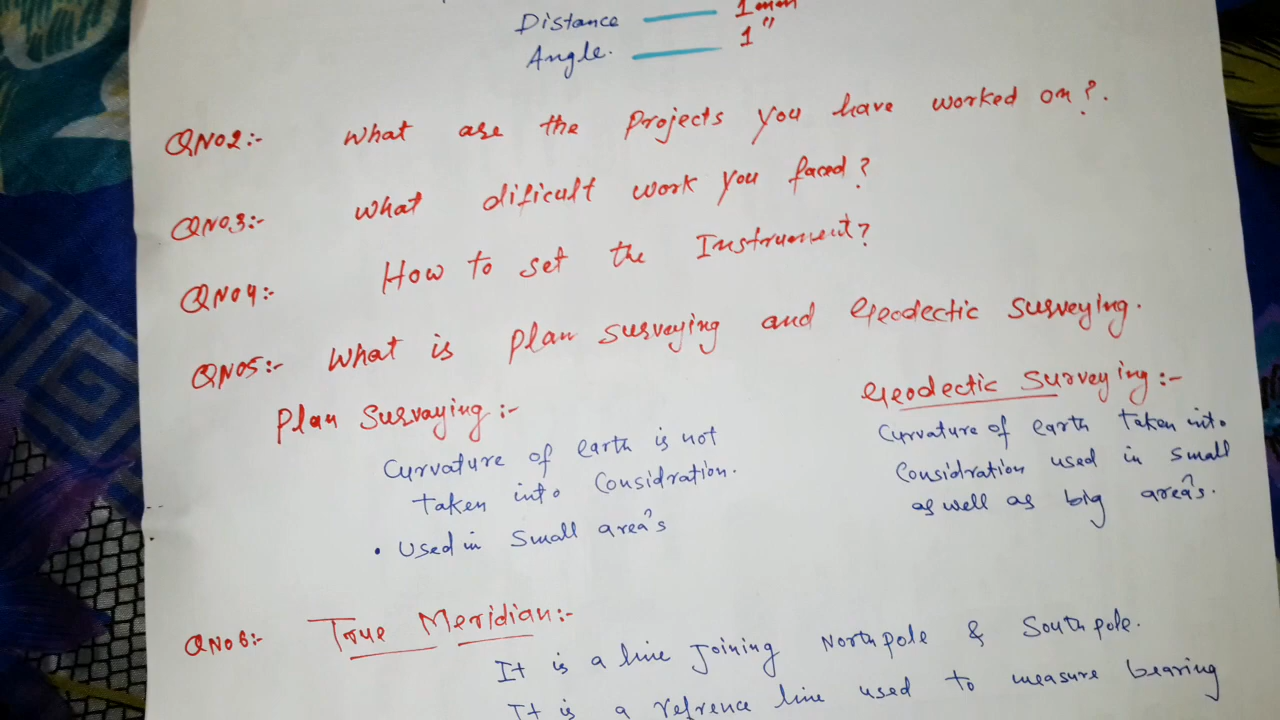 Distance — 1mm
Angle. — 1"
QNo2:- What are the Projects you have worked on?.
QNo3:- What dificult work you faced?
QNo4:- How to set the Instrument?
QNo5:- What is Plan surveying and Geodectic surveying.
Plan Survaying:-
Curvature of earth is not
taken into Considration.
• Used in small area's
Geodectic Surveying:-
Curvature of earth taken into
Considration used in small
as well as big area's.
QNo6:- True Meridian:-
It is a line Joining North pole & South pole.
It is a refrence line used to measure bearing